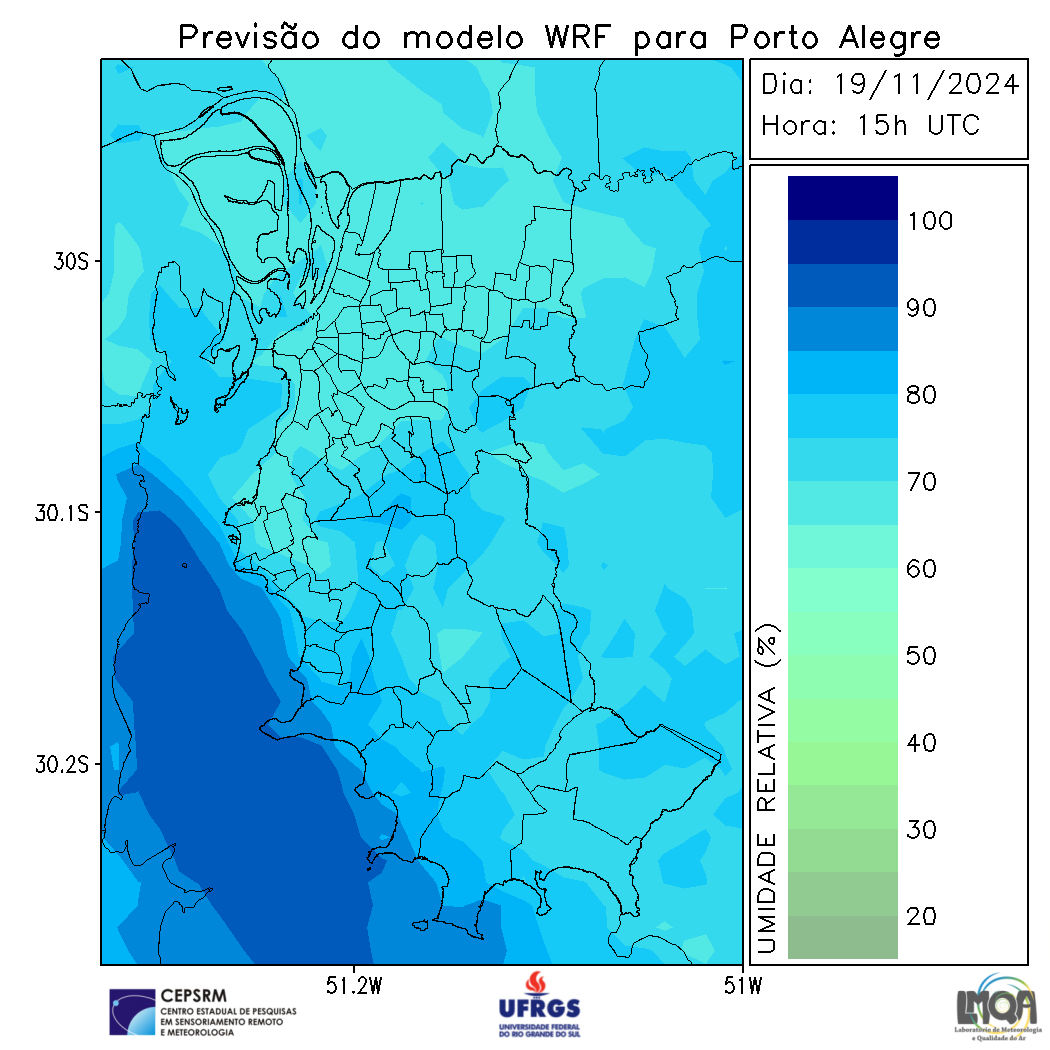 Previsão do modelo WRF para Porto Alegre
Dia: 19/11/2024
Hora: 15h UTC
30S
30.1S
30.2S
51.2W
51W
UMIDADE RELATIVA (%)
100
90
80
70
60
50
40
30
20
CEPSRM
CENTRO ESTADUAL DE PESQUISAS
EM SENSORIAMENTO REMOTO
E METEOROLOGIA
UFRGS
UNIVERSIDADE FEDERAL
DO RIO GRANDE DO SUL
LMQA
Laboratório de Meteorologia
e Qualidade do Ar